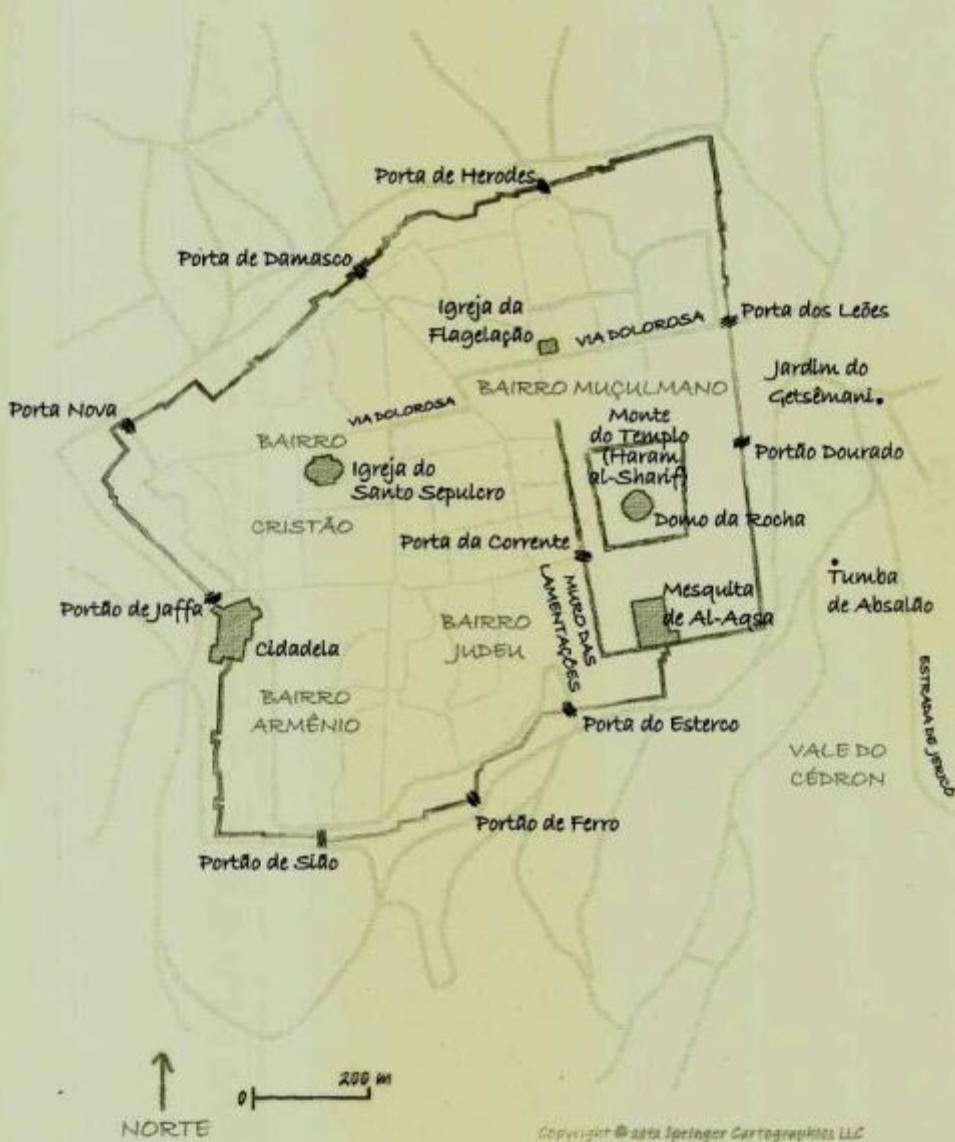 Porta de Herodes
Porta de Damasco
Igreja da
Flagelação
VIA DOLOROSA
Porta dos Leões
Jardim do
Getsêmani
BAIRRO MUÇULMANO
Porta Nova
VIA DOLOROSA
Monte
do Templo
(Haram
al-Sharif)
Portão Dourado
BAIRRO
CRISTÃO
Igreja do
Santo Sepulcro
Domo da Rocha
Porta da Corrente
Tumba
de Absalão
Portão de Jaffa
MURO DAS
LAMENTAÇÕES
Mesquita
de Al-Aqsa
BAIRRO
JUDEU
Cidadela
BAIRRO
ARMÊNIO
ESTRADA DE JERICÓ
Porta do Esterco
VALE DO
CÉDRON
Portão de Ferro
Portão de Sião
0 200 m
NORTE
Copyright © Springer Cartographics LLC